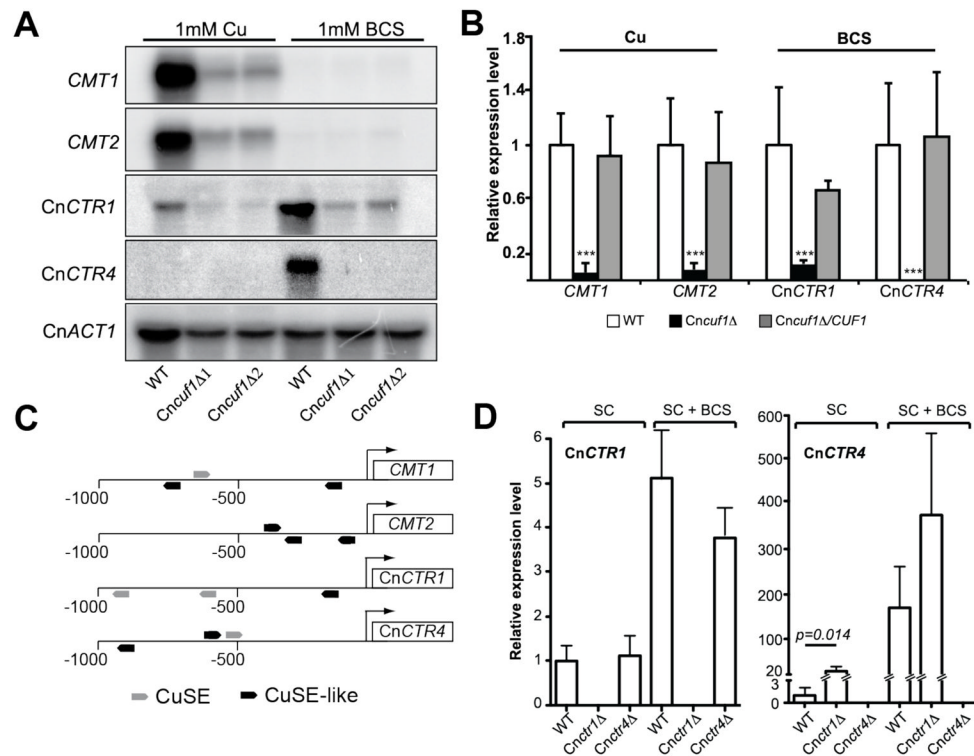 A
1mM Cu 1mM BCS
CMT1
CMT2
CnCTR1
CnCTR4
CnACT1
WT Cncuf1Δ1 Cncuf1Δ2 WT Cncuf1Δ1 Cncuf1Δ2
B
Cu BCS
Relative expression level
1.8
1.4
1
0.6
0.2
*** *** *** ***
CMT1 CMT2 CnCTR1 CnCTR4
WT Cncuf1Δ Cncuf1Δ/CUF1
C
CMT1
-1000 -500
CMT2
-1000 -500
CnCTR1
-1000 -500
CnCTR4
-1000 -500
CuSE CuSE-like
D
SC SC + BCS
CnCTR1
Relative expression level
6
5
4
3
2
1
0
WT Cnctr1Δ Cnctr4Δ WT Cnctr1Δ Cnctr4Δ
SC SC + BCS
CnCTR4
600
500
400
300
200
100
20
3
0
p=0.014
WT Cnctr1Δ Cnctr4Δ WT Cnctr1Δ Cnctr4Δ